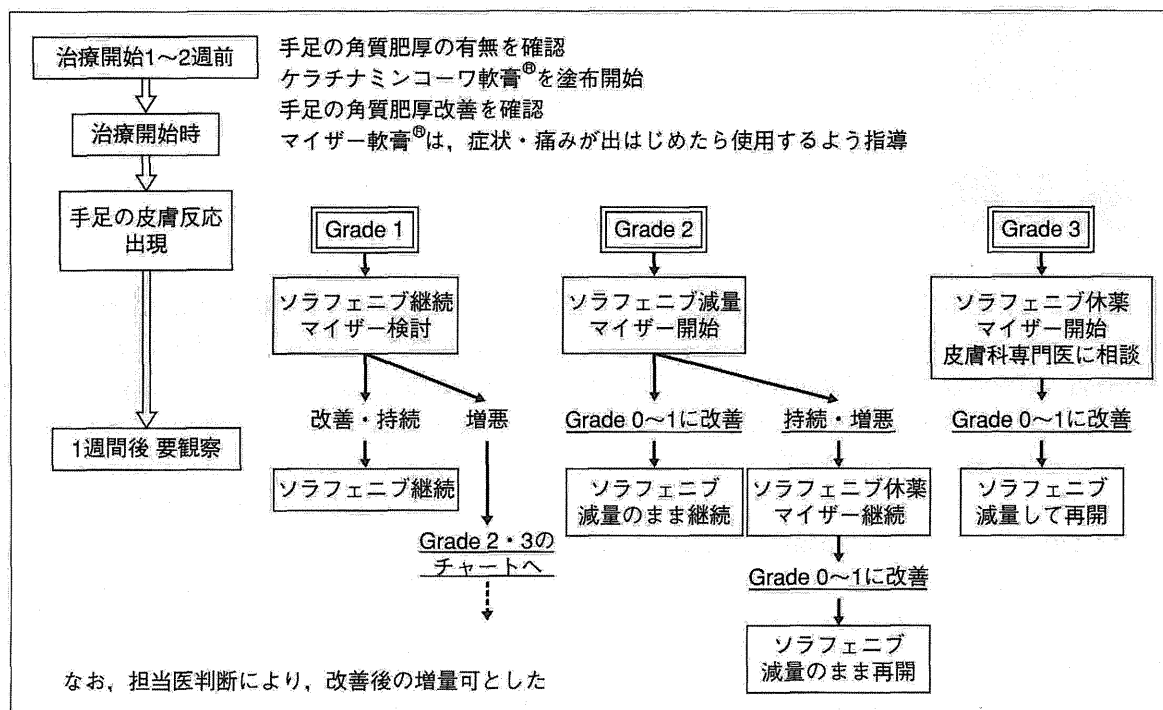 治療開始1～2週前
手足の角質肥厚の有無を確認
ケラチナミンコーワ軟膏®を塗布開始
手足の角質肥厚改善を確認
治療開始時
マイザー軟膏®は，症状・痛みが出はじめたら使用するよう指導
手足の皮膚反応
出現
1週間後 要観察
Grade 1
ソラフェニブ継続
マイザー検討
改善・持続
増悪
ソラフェニブ継続
Grade 2・3の
チャートへ
Grade 2
ソラフェニブ減量
マイザー開始
Grade 0～1に改善
持続・増悪
ソラフェニブ
減量のまま継続
ソラフェニブ休薬
マイザー継続
Grade 0～1に改善
ソラフェニブ
減量のまま再開
Grade 3
ソラフェニブ休薬
マイザー開始
皮膚科専門医に相談
Grade 0～1に改善
ソラフェニブ
減量して再開
なお，担当医判断により，改善後の増量可とした